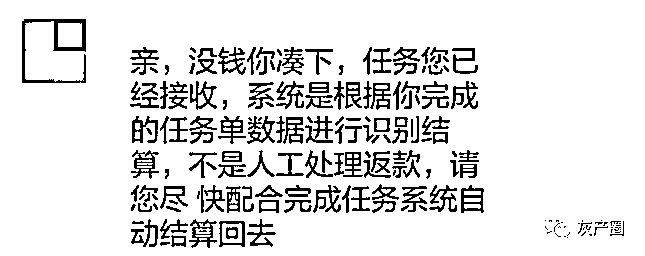 亲，没钱你凑下，任务您已
经接收，系统是根据你完成
的任务单数据进行识别结
算，不是人工处理返款，请
您尽 快配合完成任务系统自
动结算回去
灰产圈